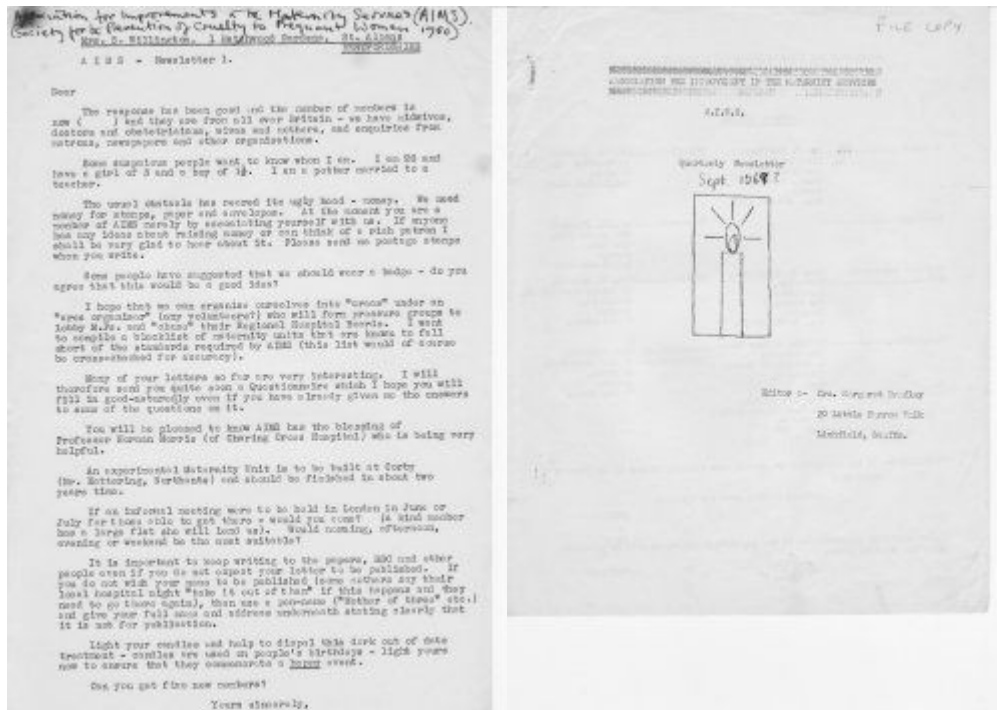 Association for Improvements in the Maternity Services (AIMS).
(Society for the Prevention of Cruelty to Pregnant Women 1960)
Mrs. S. Willington, 1 Hatchwood Gardens, St. Albans
A I M S - Newsletter 1.
Dear
The response has been good and the number of members is
now ( ) and they are from all over Britain - we have midwives,
doctors and obstetricians, wives and mothers, and enquiries from
matrons, newspapers and other organisations.
Some suspicious people want to know whom I am. I am 26 and
have a girl of 3 and a boy of 1½. I am a potter married to a
teacher.
The usual obstacle has reared its ugly head - money. We need
money for stamps, paper and envelopes. At the moment you are a
member of AIMS merely by associating yourself with us. If anyone
has any ideas about raising money or can think of a rich patron I
shall be very glad to hear about it. Please send me postage stamps
when you write.
Some people have suggested that we should wear a badge - do you
agree that this would be a good idea?
I hope that we can organise ourselves into "areas" under an
"area organiser" (any volunteers?) who will form pressure groups to
lobby M.Ps. and "chase" their Regional Hospital Boards. I want
to compile a blacklist of maternity units that are known to fall
short of the standards required by AIMS (this list would of course
be cross-checked for accuracy).
Many of your letters so far are very interesting. I will
therefore send you quite soon a Questionnaire which I hope you will
fill in good-naturedly even if you have already given me the answers
to some of the questions on it.
You will be pleased to know AIMS has the blessing of
Professor Norman Morris (of Charing Cross Hospital) who is being very
helpful.
An experimental Maternity Unit is to be built at Corby
(Nr. Kettering, Northants) and should be finished in about two
years time.
If an informal meeting were to be held in London in June or
July for those able to get there - would you come? (a kind member
has a large flat she will lend us). Would morning, afternoon,
evening or weekend be the most suitable?
It is important to keep writing to the papers, BBC and other
people even if you do not expect your letter to be published. If
you do not wish your name to be published (some mothers say their
local hospital might "take it out of them" if this happens and they
need to go there again), then use a pen-name ("Mother of three" etc.)
and give your full name and address underneath stating clearly that
it is not for publication.
Light your candles and help to dispel this dark out of date
treatment - candles are used on people's birthdays - light yours
now to ensure that they commemorate a happy event.
Can you get five new members?
Yours sincerely,
FILE COPY
ASSOCIATION FOR IMPROVEMENT IN THE MATERNITY SERVICES
A.I.M.S.
Quarterly Newsletter
Sept 1968?
Editor :- Mrs. Margaret
Lichfield, Staffs.